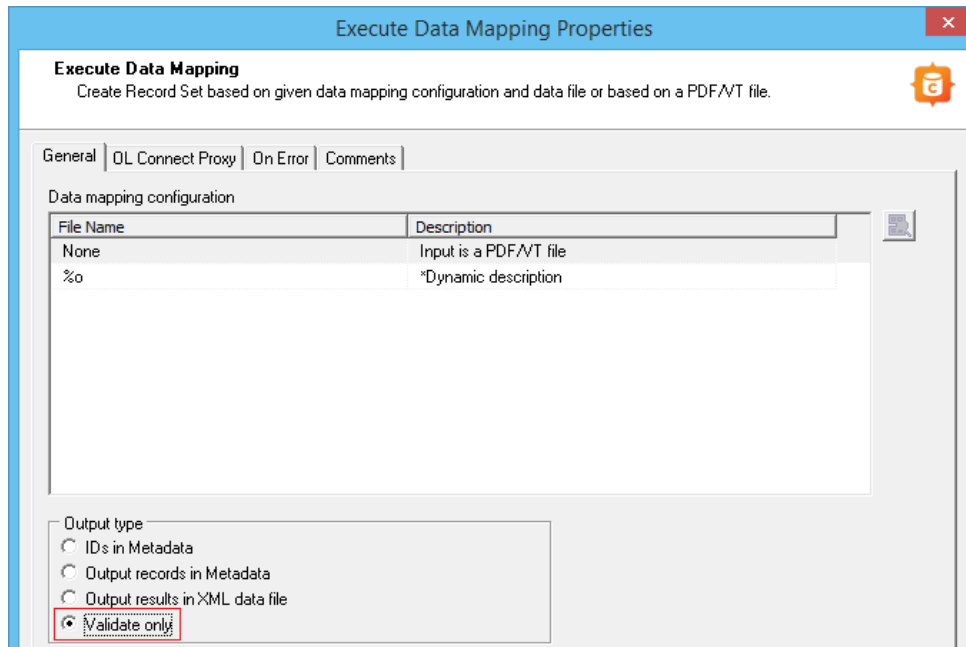 Execute Data Mapping Properties
Execute Data Mapping
Create Record Set based on given data mapping configuration and data file or based on a PDF/VT file.
General OL Connect Proxy On Error Comments
Data mapping configuration
File Name Description
None Input is a PDF/VT file
%o *Dynamic description
Output type
IDs in Metadata
Output records in Metadata
Output results in XML data file
Validate only